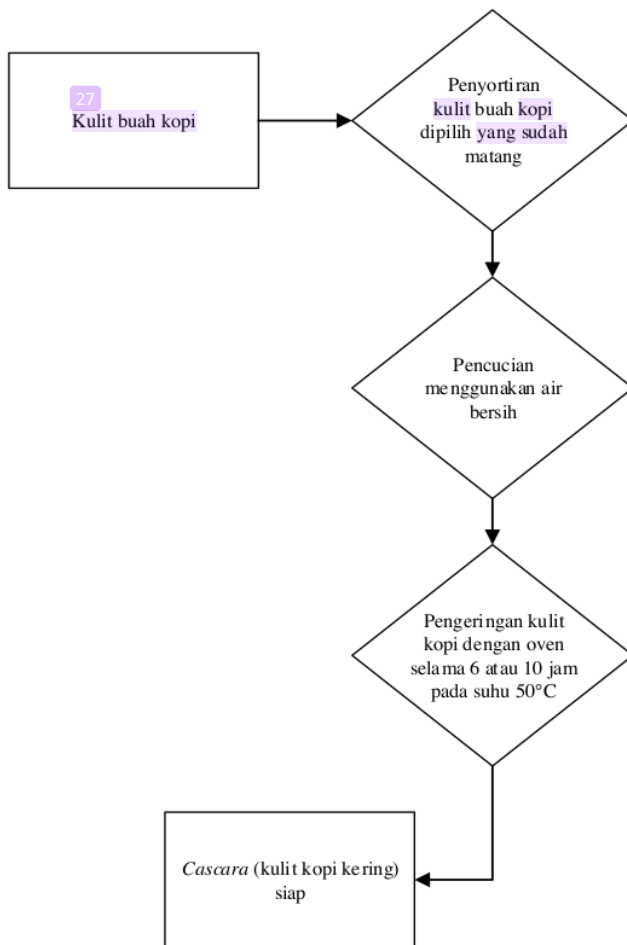 27
Kulit buah kopi
Penyortiran
kulit buah kopi
dipilih yang sudah
matang
Pencucian
menggunakan air
bersih
Pengeringan kulit
kopi dengan oven
selama 6 atau 10 jam
pada suhu 50°C
Cascara (kulit kopi kering)
siap